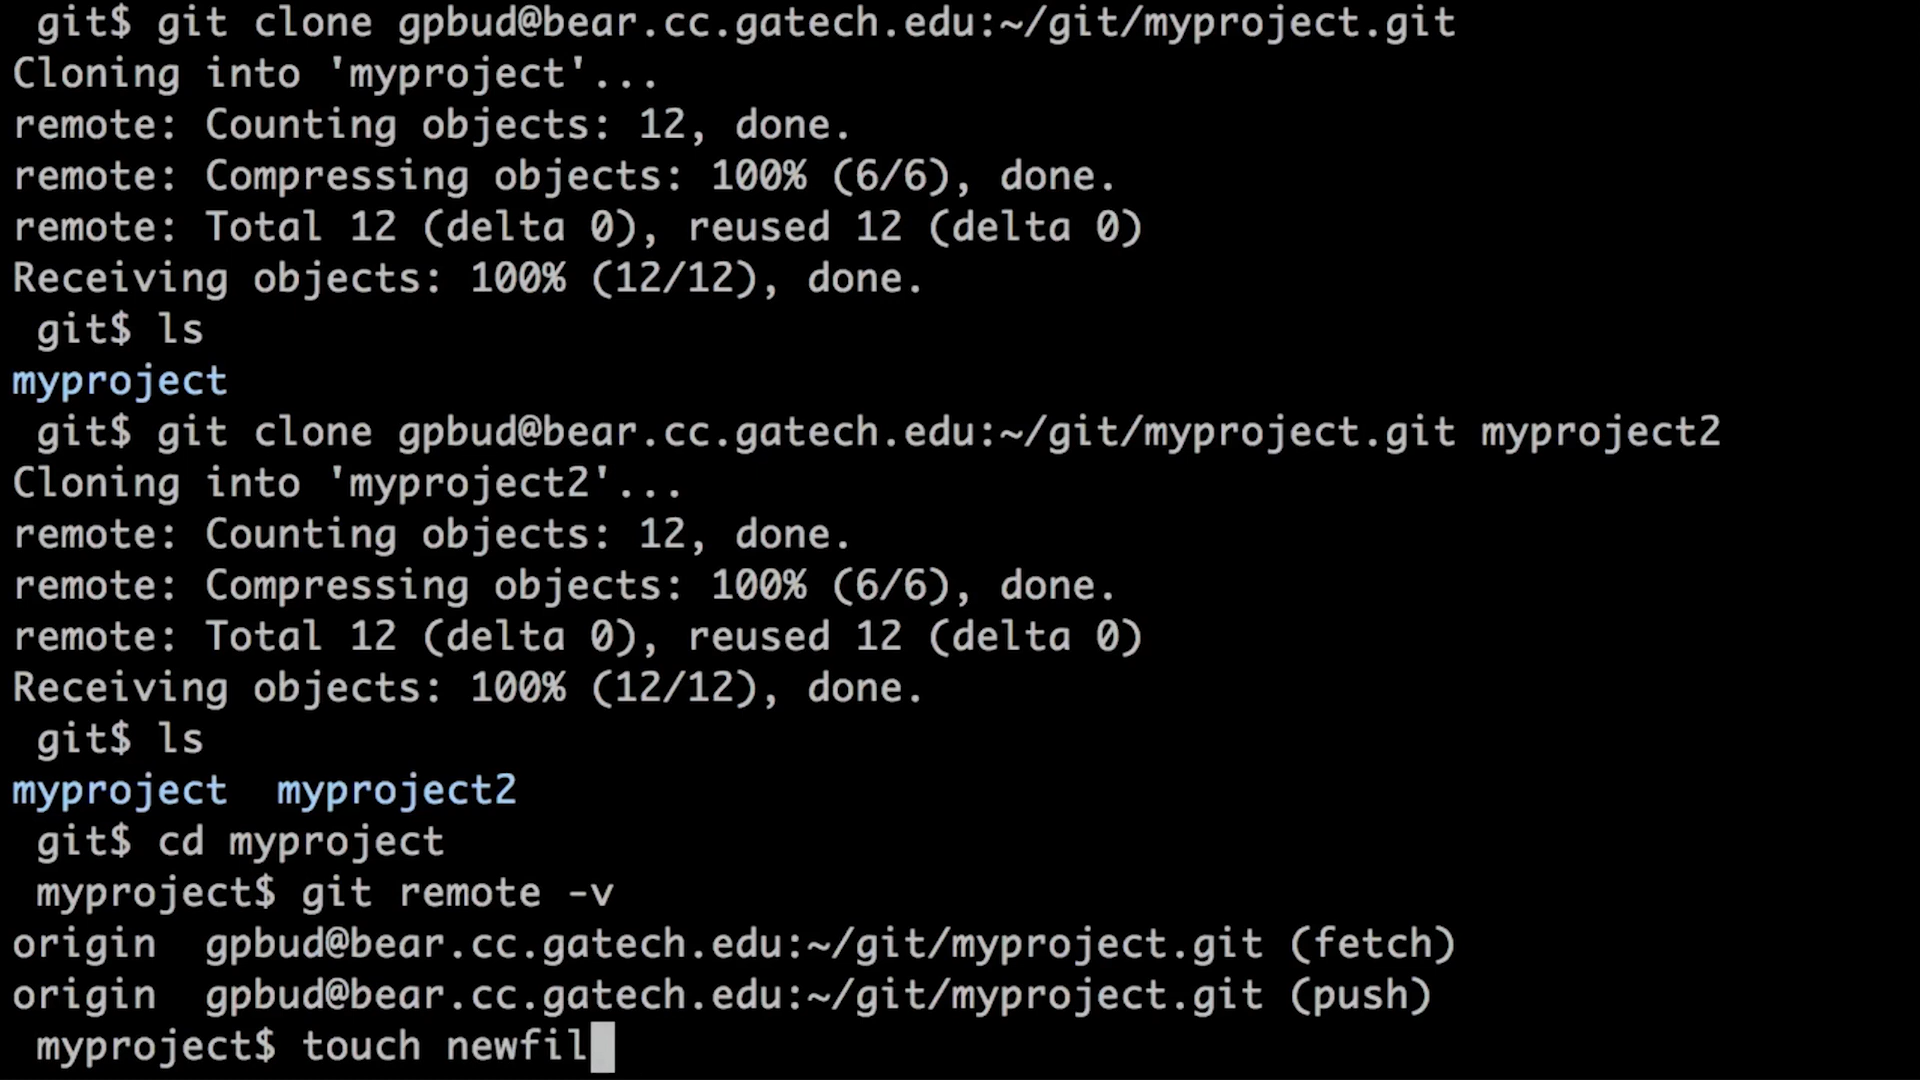 git$ git clone gpbud@bear.cc.gatech.edu:~/git/myproject.git
Cloning into 'myproject'...
remote: Counting objects: 12, done.
remote: Compressing objects: 100% (6/6), done.
remote: Total 12 (delta 0), reused 12 (delta 0)
Receiving objects: 100% (12/12), done.
git$ ls
myproject
git$ git clone gpbud@bear.cc.gatech.edu:~/git/myproject.git myproject2
Cloning into 'myproject2'...
remote: Counting objects: 12, done.
remote: Compressing objects: 100% (6/6), done.
remote: Total 12 (delta 0), reused 12 (delta 0)
Receiving objects: 100% (12/12), done.
git$ ls
myproject  myproject2
git$ cd myproject
myproject$ git remote -v
origin  gpbud@bear.cc.gatech.edu:~/git/myproject.git (fetch)
origin  gpbud@bear.cc.gatech.edu:~/git/myproject.git (push)
myproject$ touch newfil